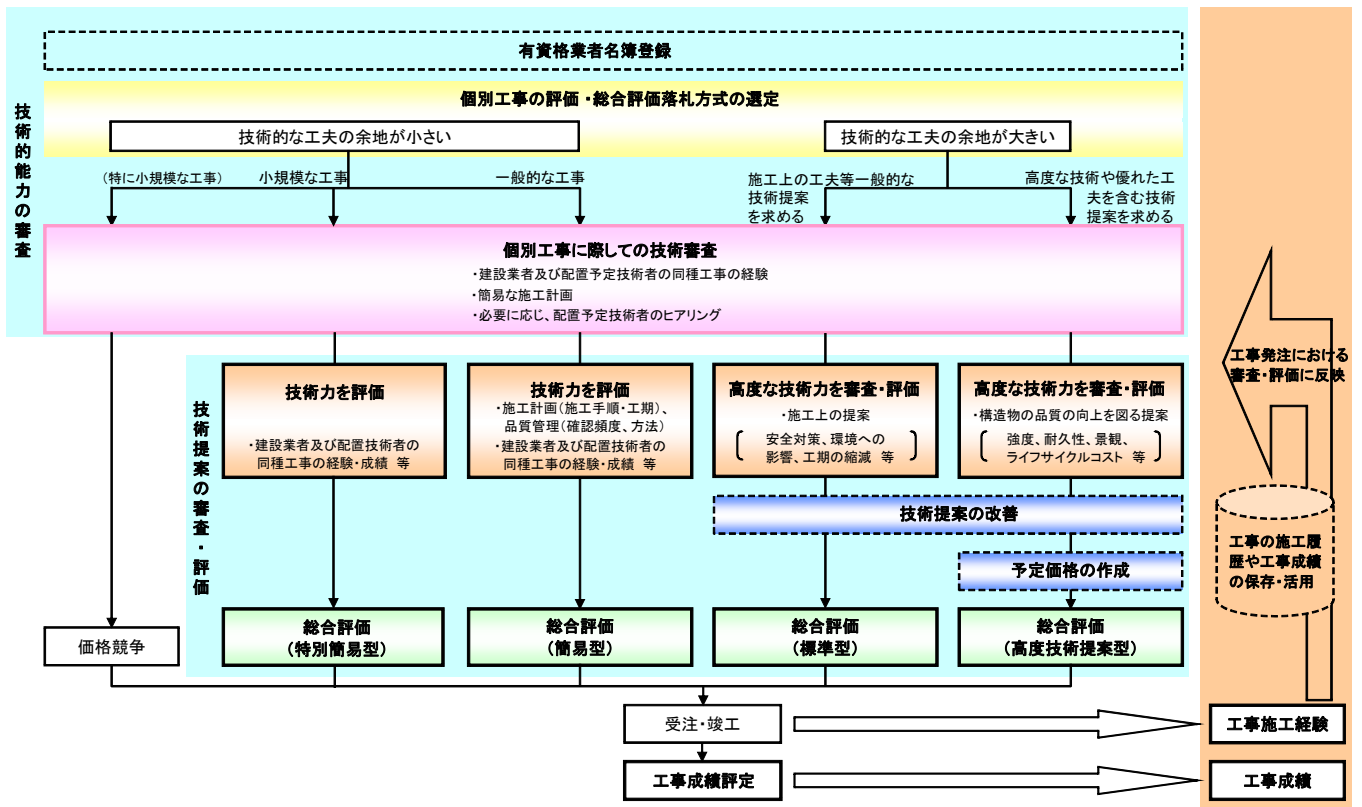 有資格業者名簿登録
技術的能力の審査
個別工事の評価・総合評価落札方式の選定
技術的な工夫の余地が小さい
技術的な工夫の余地が大きい
(特に小規模な工事)
小規模な工事
一般的な工事
施工上の工夫等一般的な
技術提案
を求める
高度な技術や優れた工
夫を含む技術
提案を求める
個別工事に際しての技術審査
・建設業者及び配置予定技術者の同種工事の経験
・簡易な施工計画
・必要に応じ、配置予定技術者のヒアリング
技術提案の審査・評価
技術力を評価
・建設業者及び配置技術者の
同種工事の経験・成績 等
技術力を評価
・施工計画(施工手順・工期)、
品質管理(確認頻度、方法)
・建設業者及び配置技術者の
同種工事の経験・成績 等
高度な技術力を審査・評価
・施工上の提案
安全対策、環境への
影響、工期の縮減 等
高度な技術力を審査・評価
・構造物の品質の向上を図る提案
強度、耐久性、景観、
ライフサイクルコスト 等
技術提案の改善
予定価格の作成
価格競争
総合評価
(特別簡易型)
総合評価
(簡易型)
総合評価
(標準型)
総合評価
(高度技術提案型)
受注・竣工
工事成績評定
工事発注における
審査・評価に反映
工事の施工履
歴や工事成績
の保存・活用
工事施工経験
工事成績